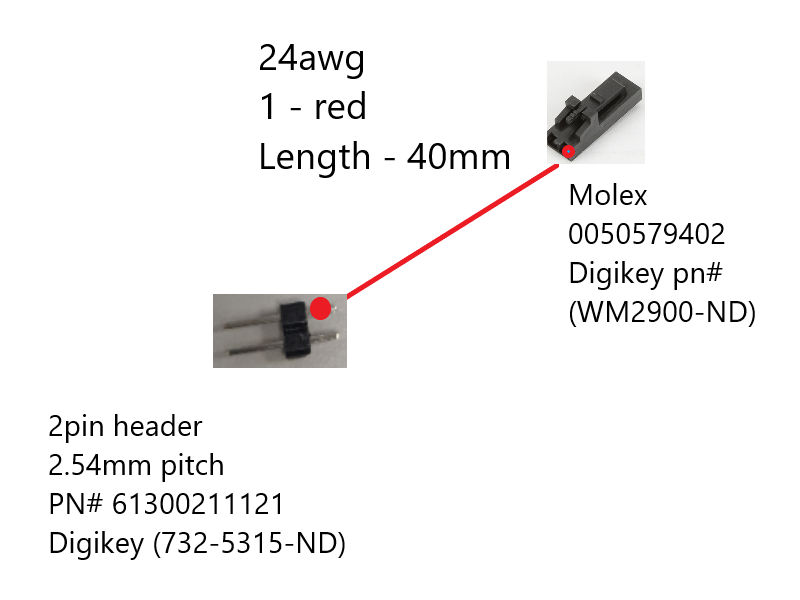 24awg
1 - red
Length - 40mm
Molex
0050579402
Digikey pn#
(WM2900-ND)
2pin header
2.54mm pitch
PN# 61300211121
Digikey (732-5315-ND)